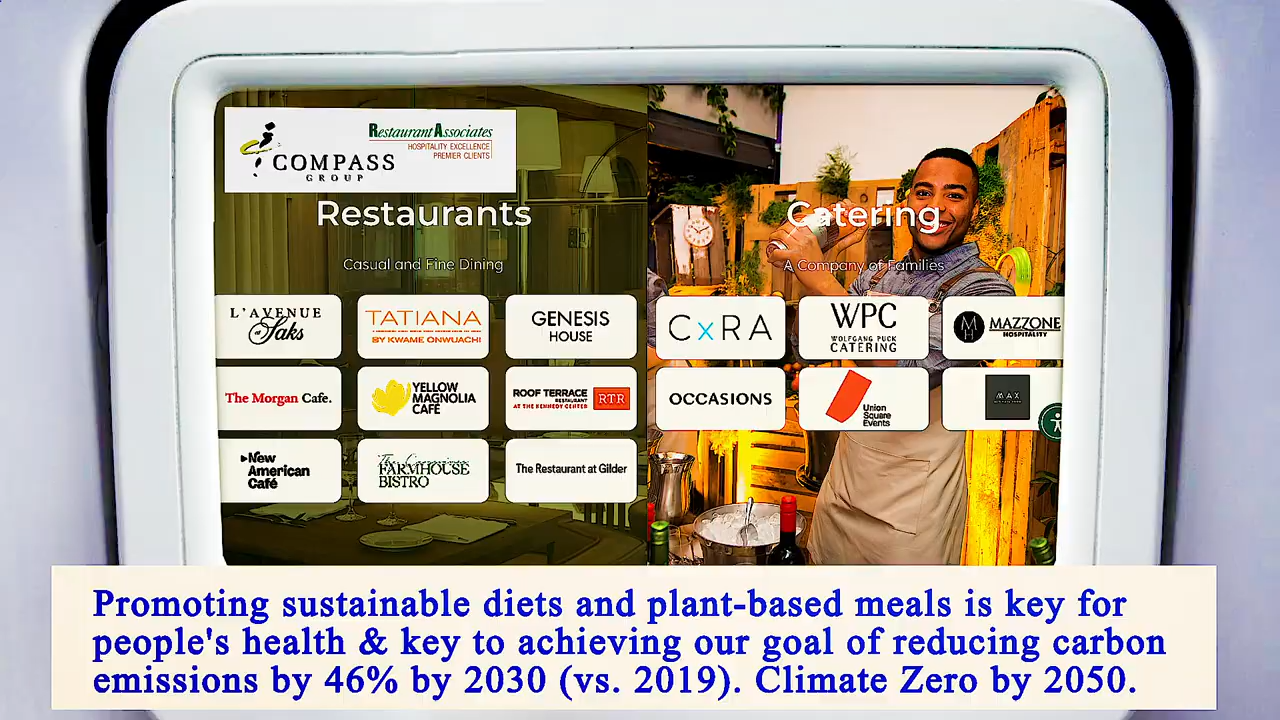 Restaurant Associates
HOSPITALITY EXCELLENCE
PREMIER CLIENTS
COMPASS
GROUP
Restaurants
Casual and Fine Dining
L'AVENUE
at Saks
TATIANA
BY KWAME ONWUACHI
GENESIS
HOUSE
The Morgan Cafe.
YELLOW
MAGNOLIA
CAFÉ
ROOF TERRACE
RESTAURANT
AT THE KENNEDY CENTER
RTR
New
American
Café
FARMHOUSE
BISTRO
The Restaurant at Gilder
Catering
A Company of Families
CxRA
WPC
WOLFGANG PUCK
CATERING
MH
MAZZONE
HOSPITALITY
OCCASIONS
Union
Square
Events
MAX
Promoting sustainable diets and plant-based meals is key for
people's health & key to achieving our goal of reducing carbon
emissions by 46% by 2030 (vs. 2019). Climate Zero by 2050.